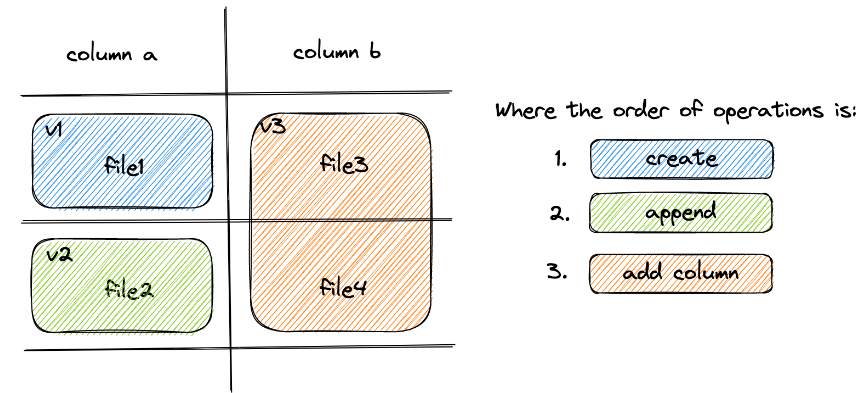 column a
column b
v1
file1
v3
file3
v2
file2
file4
Where the order of operations is:
1. create
2. append
3. add column